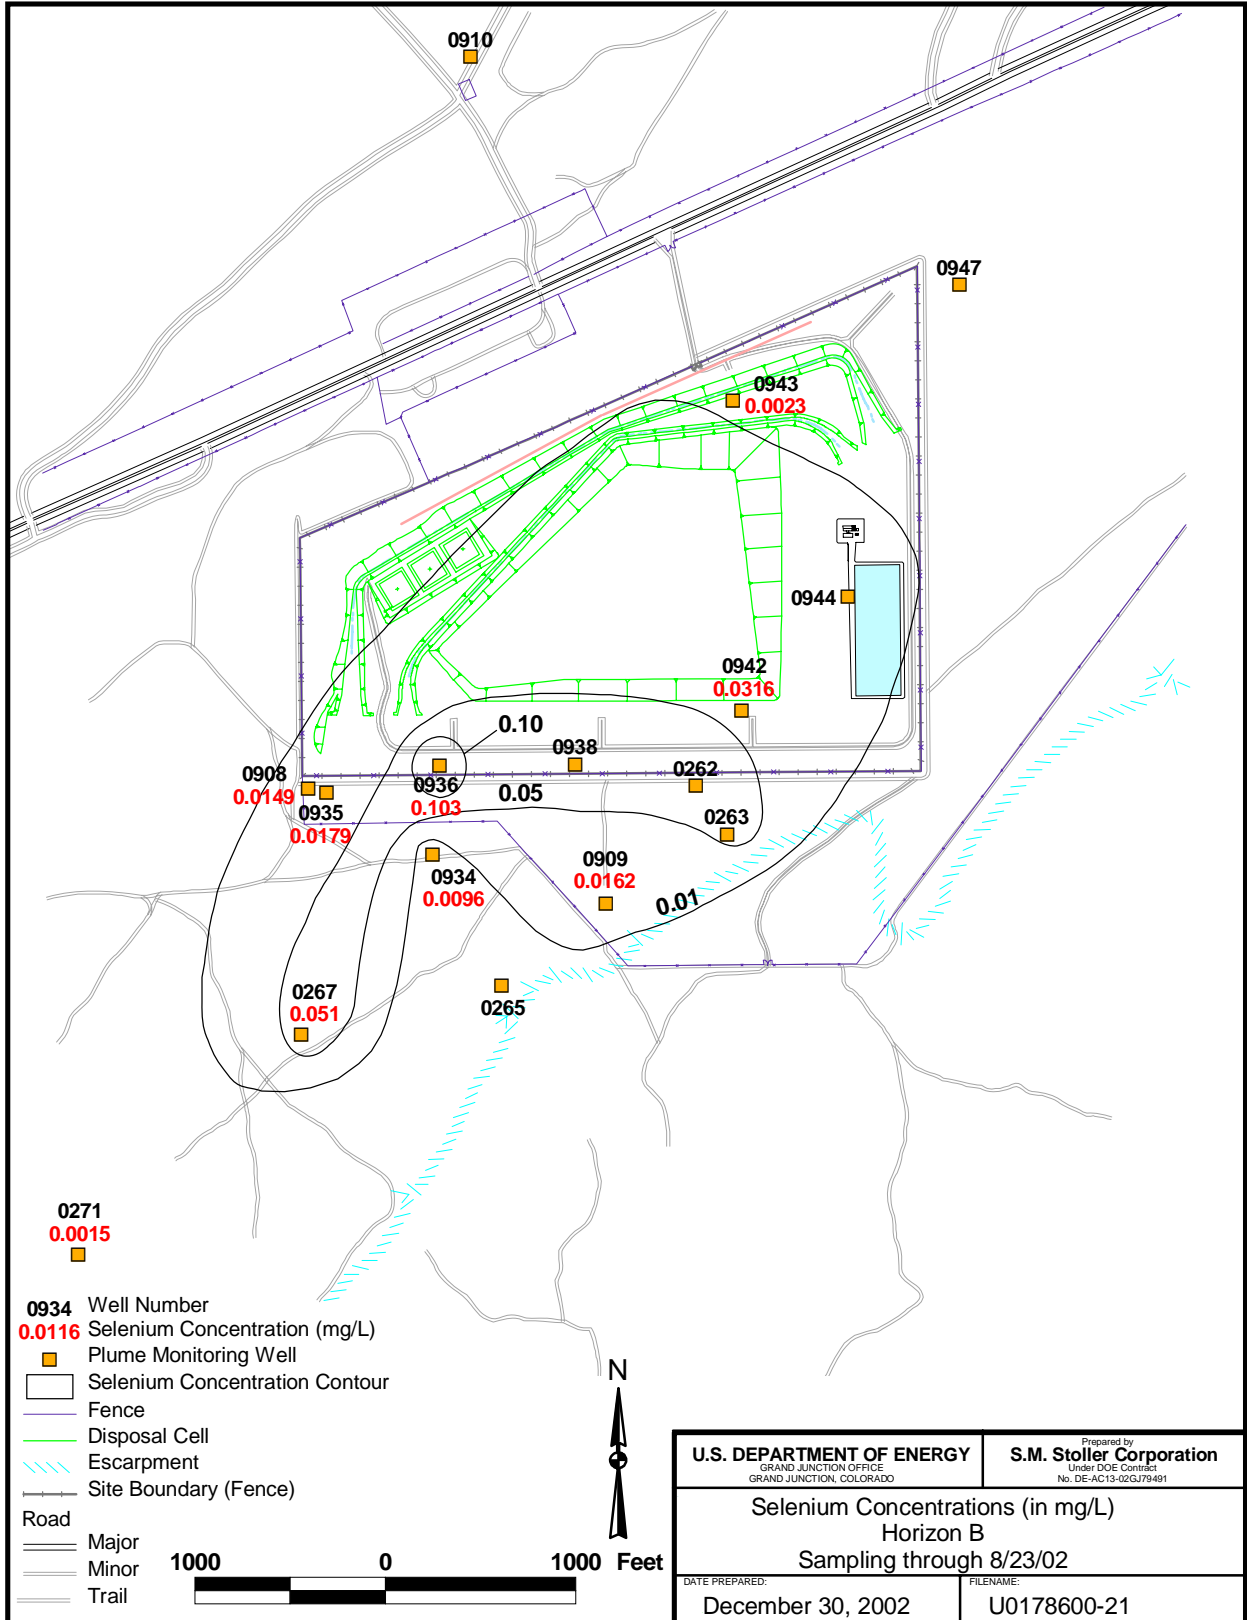 0910
0947
0943
0.0023
0944
0942
0.0316
0.10
0938
0908
0.0149
0936
0.103
0262
0.05
0935
0.0179
0263
0934
0.0096
0909
0.0162
0.01
0267
0.051
0265
0271
0.0015
0934 Well Number
0.0116 Selenium Concentration (mg/L)
Plume Monitoring Well
Selenium Concentration Contour
Fence
Disposal Cell
Escarpment
Site Boundary (Fence)
Road
Major
Minor
Trail
N
1000 0 1000 Feet
U.S. DEPARTMENT OF ENERGY
GRAND JUNCTION OFFICE
GRAND JUNCTION, COLORADO
Prepared by
S.M. Stoller Corporation
Under DOE Contract
No. DE-AC13-02GJ79491
Selenium Concentrations (in mg/L)
Horizon B
Sampling through 8/23/02
DATE PREPARED:
December 30, 2002
FILENAME:
U0178600-21